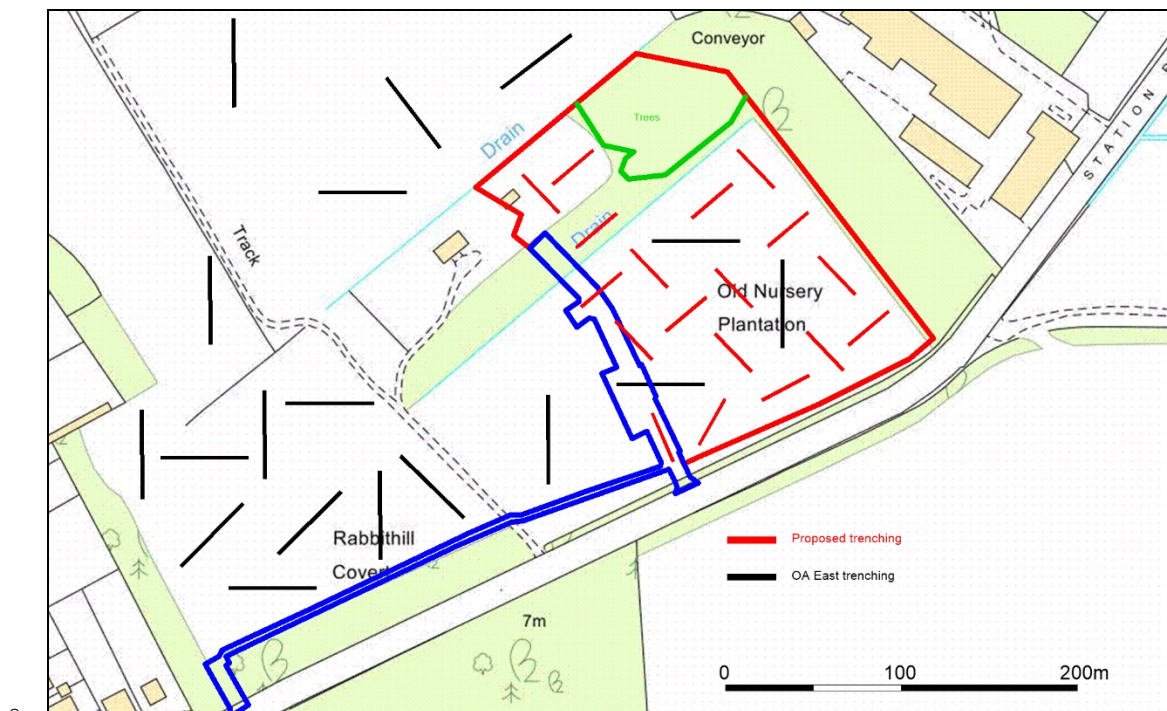 Conveyor
Trees
Drain
STATION
Track
Drain
Old Nursery
Plantation
Rabbithill
Covert
Proposed trenching
OA East trenching
7m
0 100 200m